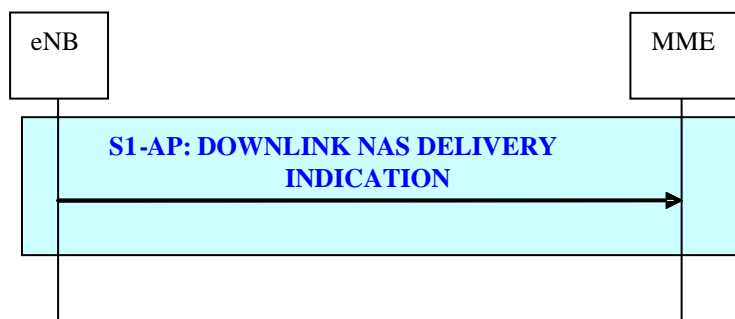 eNB
MME
S1-AP: DOWNLINK NAS DELIVERY
INDICATION